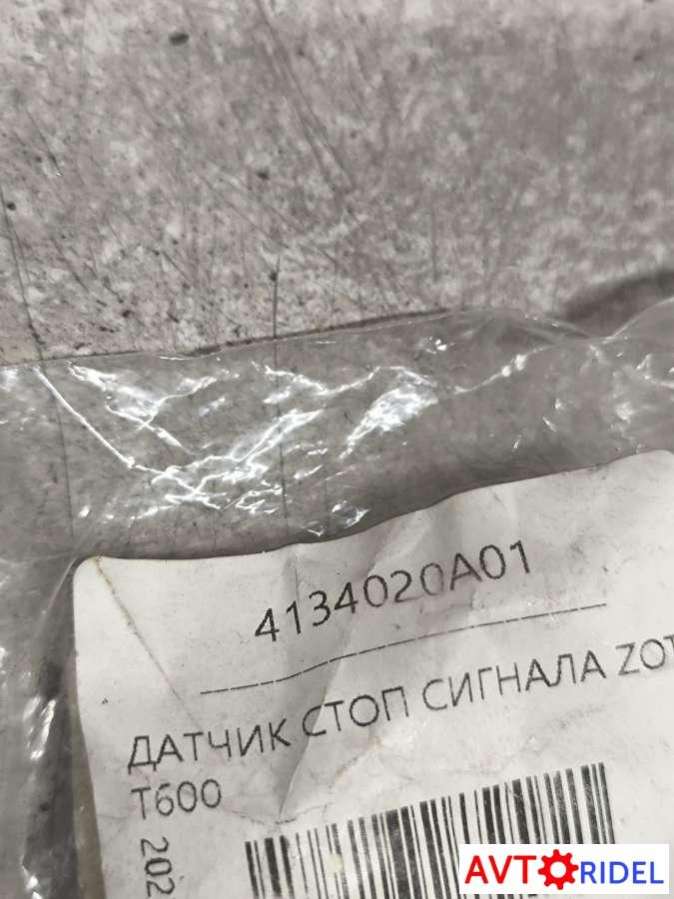 4134020A01
ДАТЧИК СТОП СИГНАЛА ZOT
T600
202
AVTORIDEL